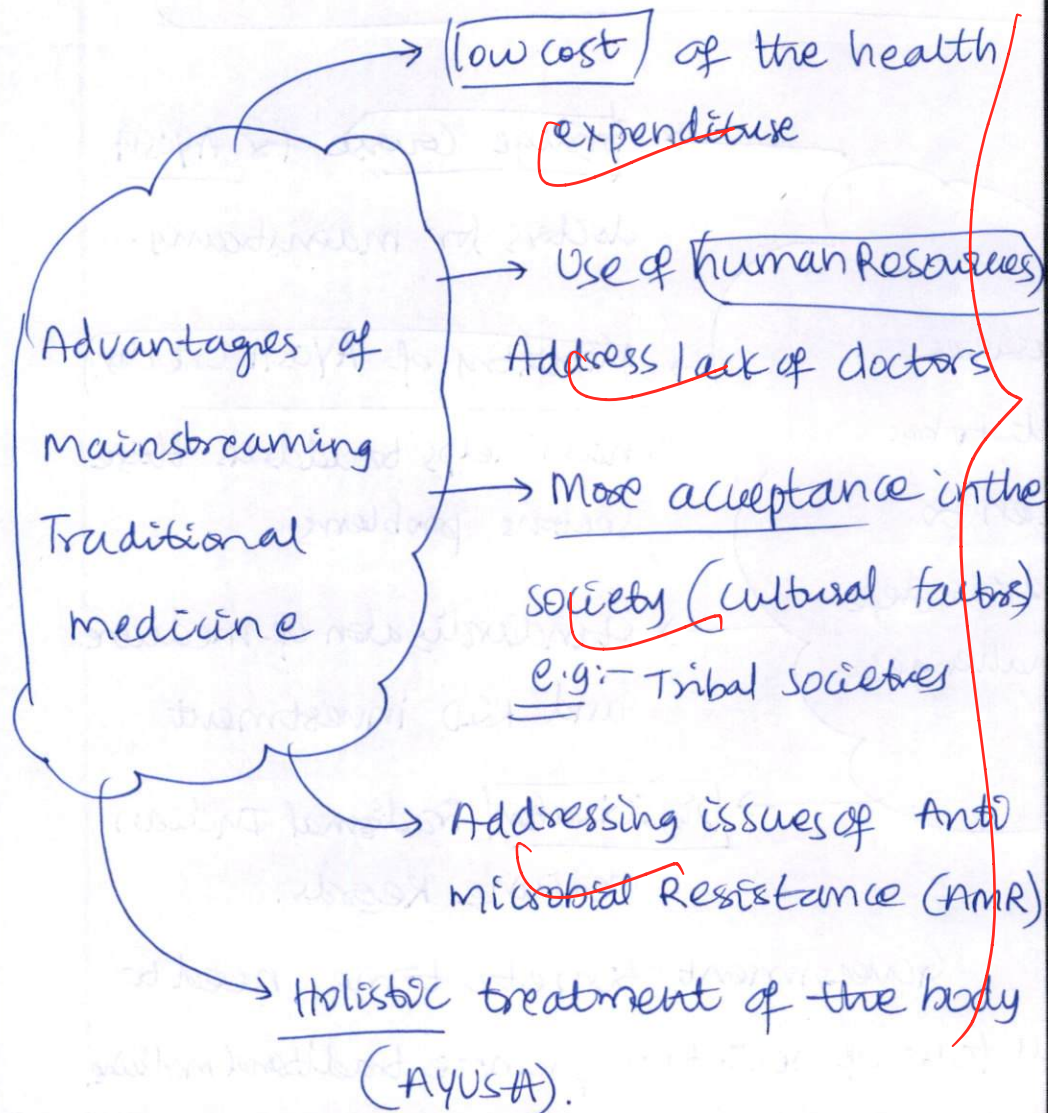 Advantages of
Mainstreaming
Traditional
medicine
low cost of the health
expenditure
Use of human Resources
Address lack of doctors
More acceptance in the
society (cultural factors)
e.g:- Tribal societies
Addressing issues of Anti
microbial Resistance (AMR)
Holistic treatment of the body
(AYUSH).